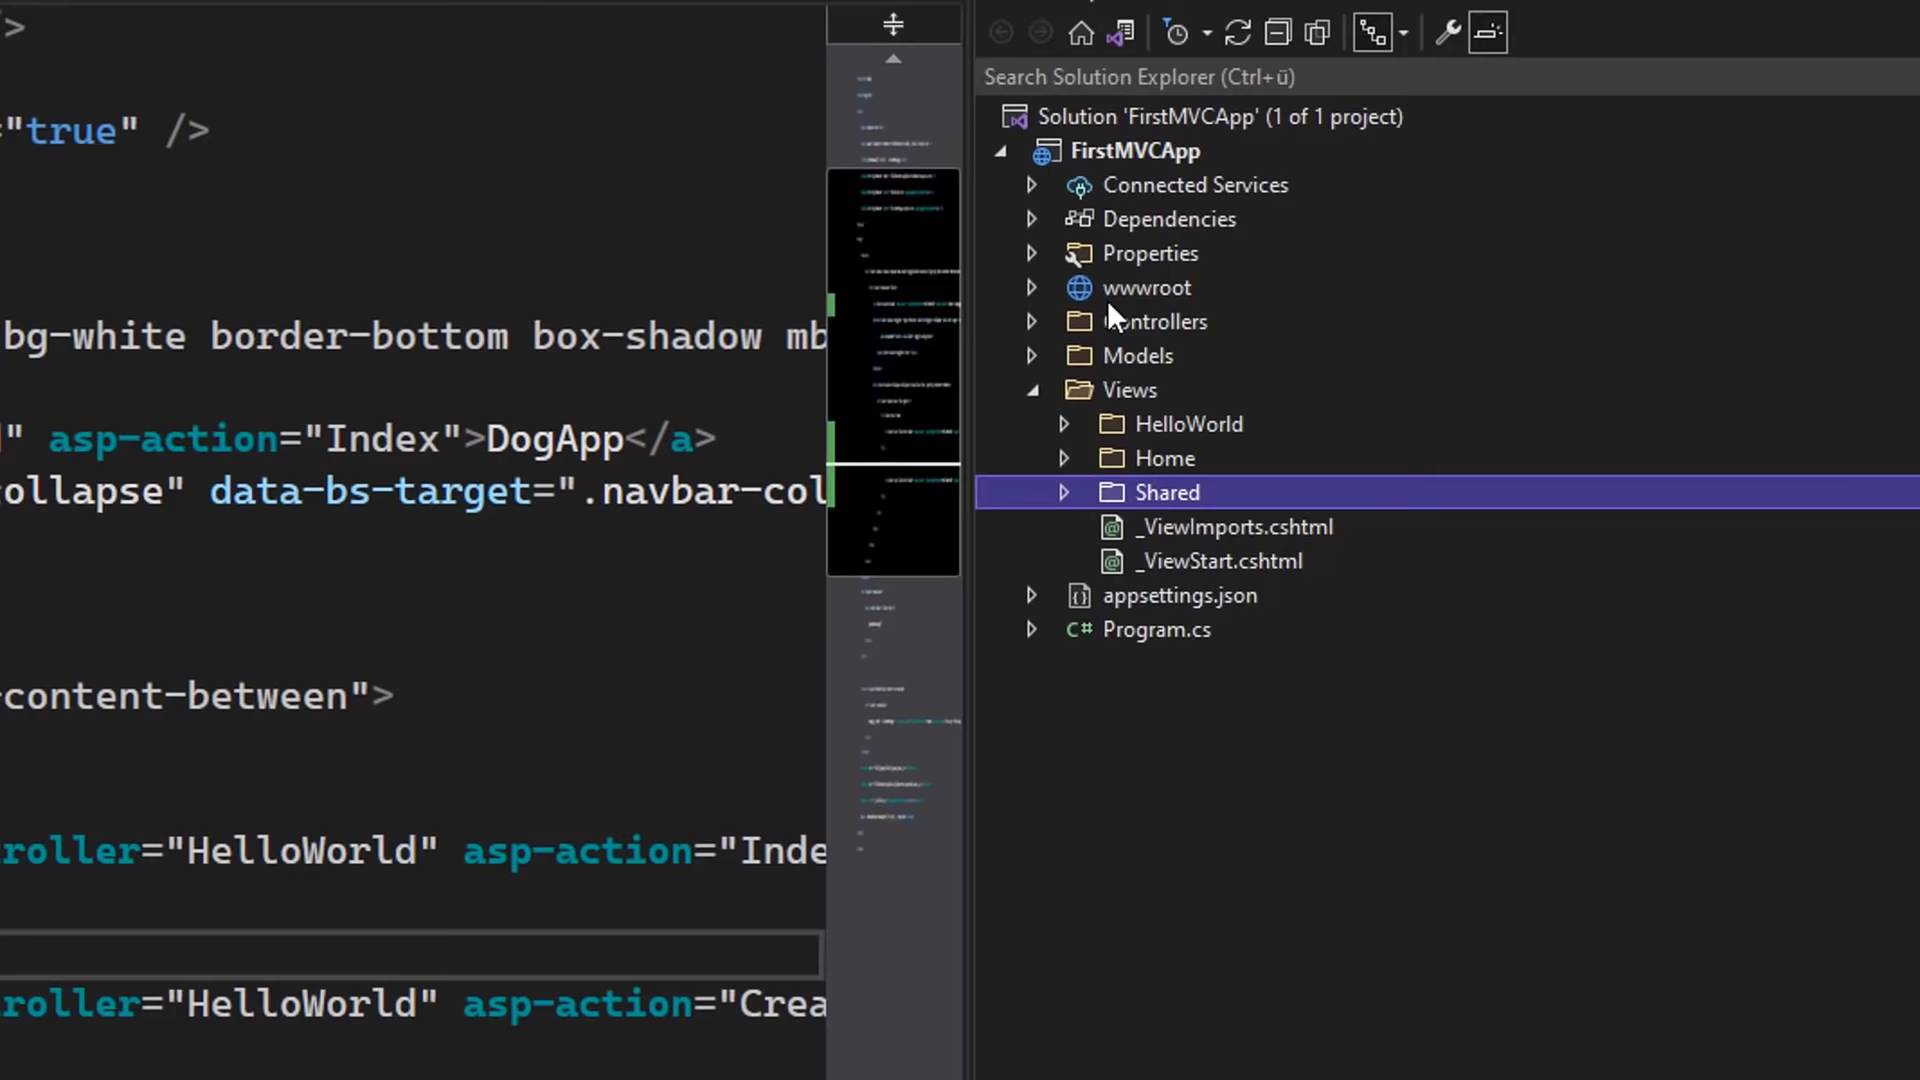 />
="true" />
bg-white border-bottom box-shadow mb
" asp-action="Index">DogApp</a>
ollapse" data-bs-target=".navbar-col
-content-between">
roller="HelloWorld" asp-action="Inde
roller="HelloWorld" asp-action="Crea
Search Solution Explorer (Ctrl+ü)
Solution 'FirstMVCApp' (1 of 1 project)
FirstMVCApp
Connected Services
Dependencies
Properties
wwwroot
Controllers
Models
Views
HelloWorld
Home
Shared
_ViewImports.cshtml
_ViewStart.cshtml
appsettings.json
C# Program.cs